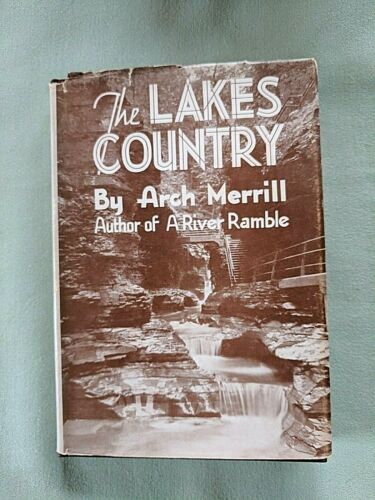 The LAKES
COUNTRY
By Arch Merrill
Author of A River Ramble